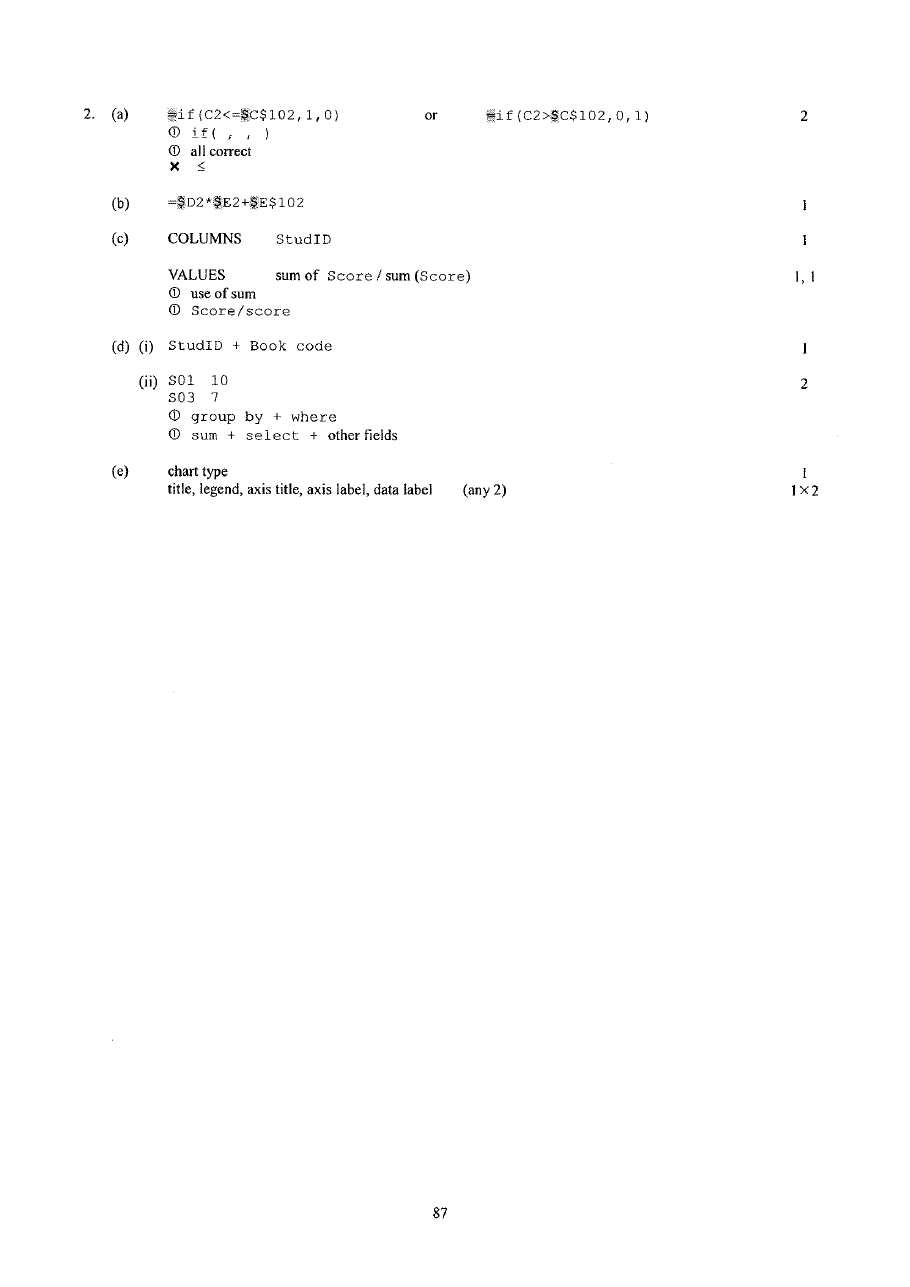 2. (a) =if(C2<=$C$102,1,0) or =if(C2>$C$102,0,1) 2
① if( , , )
① all correct
✗ ≤
(b) =$D2*$E2+$E$102 1
(c) COLUMNS StudID 1
VALUES sum of Score / sum (Score) 1, 1
① use of sum
① Score/score
(d) (i) StudID + Book code 1
(ii) S01 10 2
S03 7
① group by + where
① sum + select + other fields
(e) chart type 1
title, legend, axis title, axis label, data label (any 2) 1×2
87